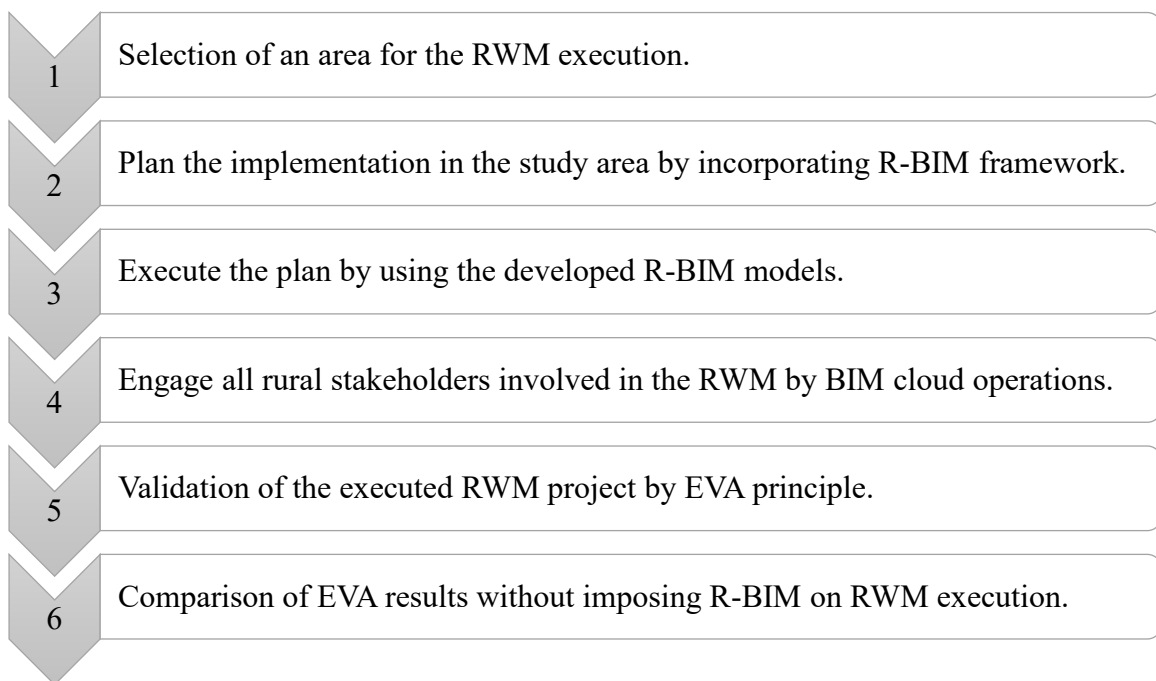 1
Selection of an area for the RWM execution.
2
Plan the implementation in the study area by incorporating R-BIM framework.
3
Execute the plan by using the developed R-BIM models.
4
Engage all rural stakeholders involved in the RWM by BIM cloud operations.
5
Validation of the executed RWM project by EVA principle.
6
Comparison of EVA results without imposing R-BIM on RWM execution.